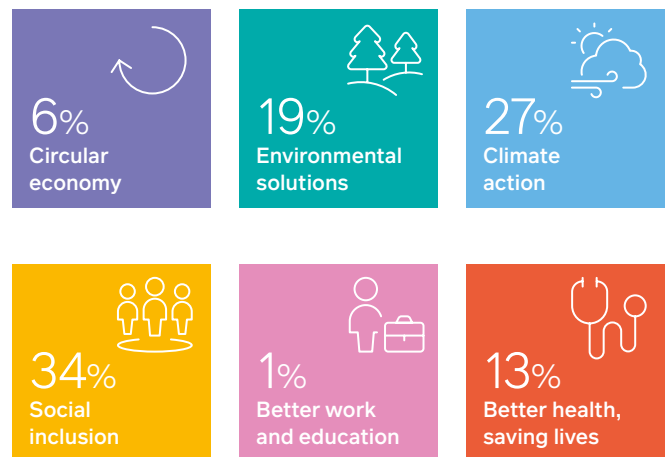 6%
Circular
economy
19%
Environmental
solutions
27%
Climate
action
34%
Social
inclusion
1%
Better work
and education
13%
Better health,
saving lives